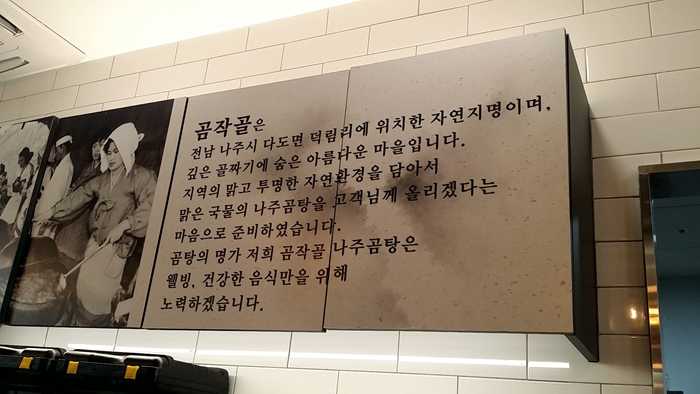 곰작골은
전남 나주시 다도면 덕림리에 위치한 자연지명이며,
깊은 골짜기에 숨은 아름다운 마을입니다.
지역의 맑고 투명한 자연환경을 담아서
맑은 국물의 나주곰탕을 고객님께 올리겠다는
마음으로 준비하였습니다.
곰탕의 명가 저희 곰작골 나주곰탕은
웰빙, 건강한 음식만을 위해
노력하겠습니다.